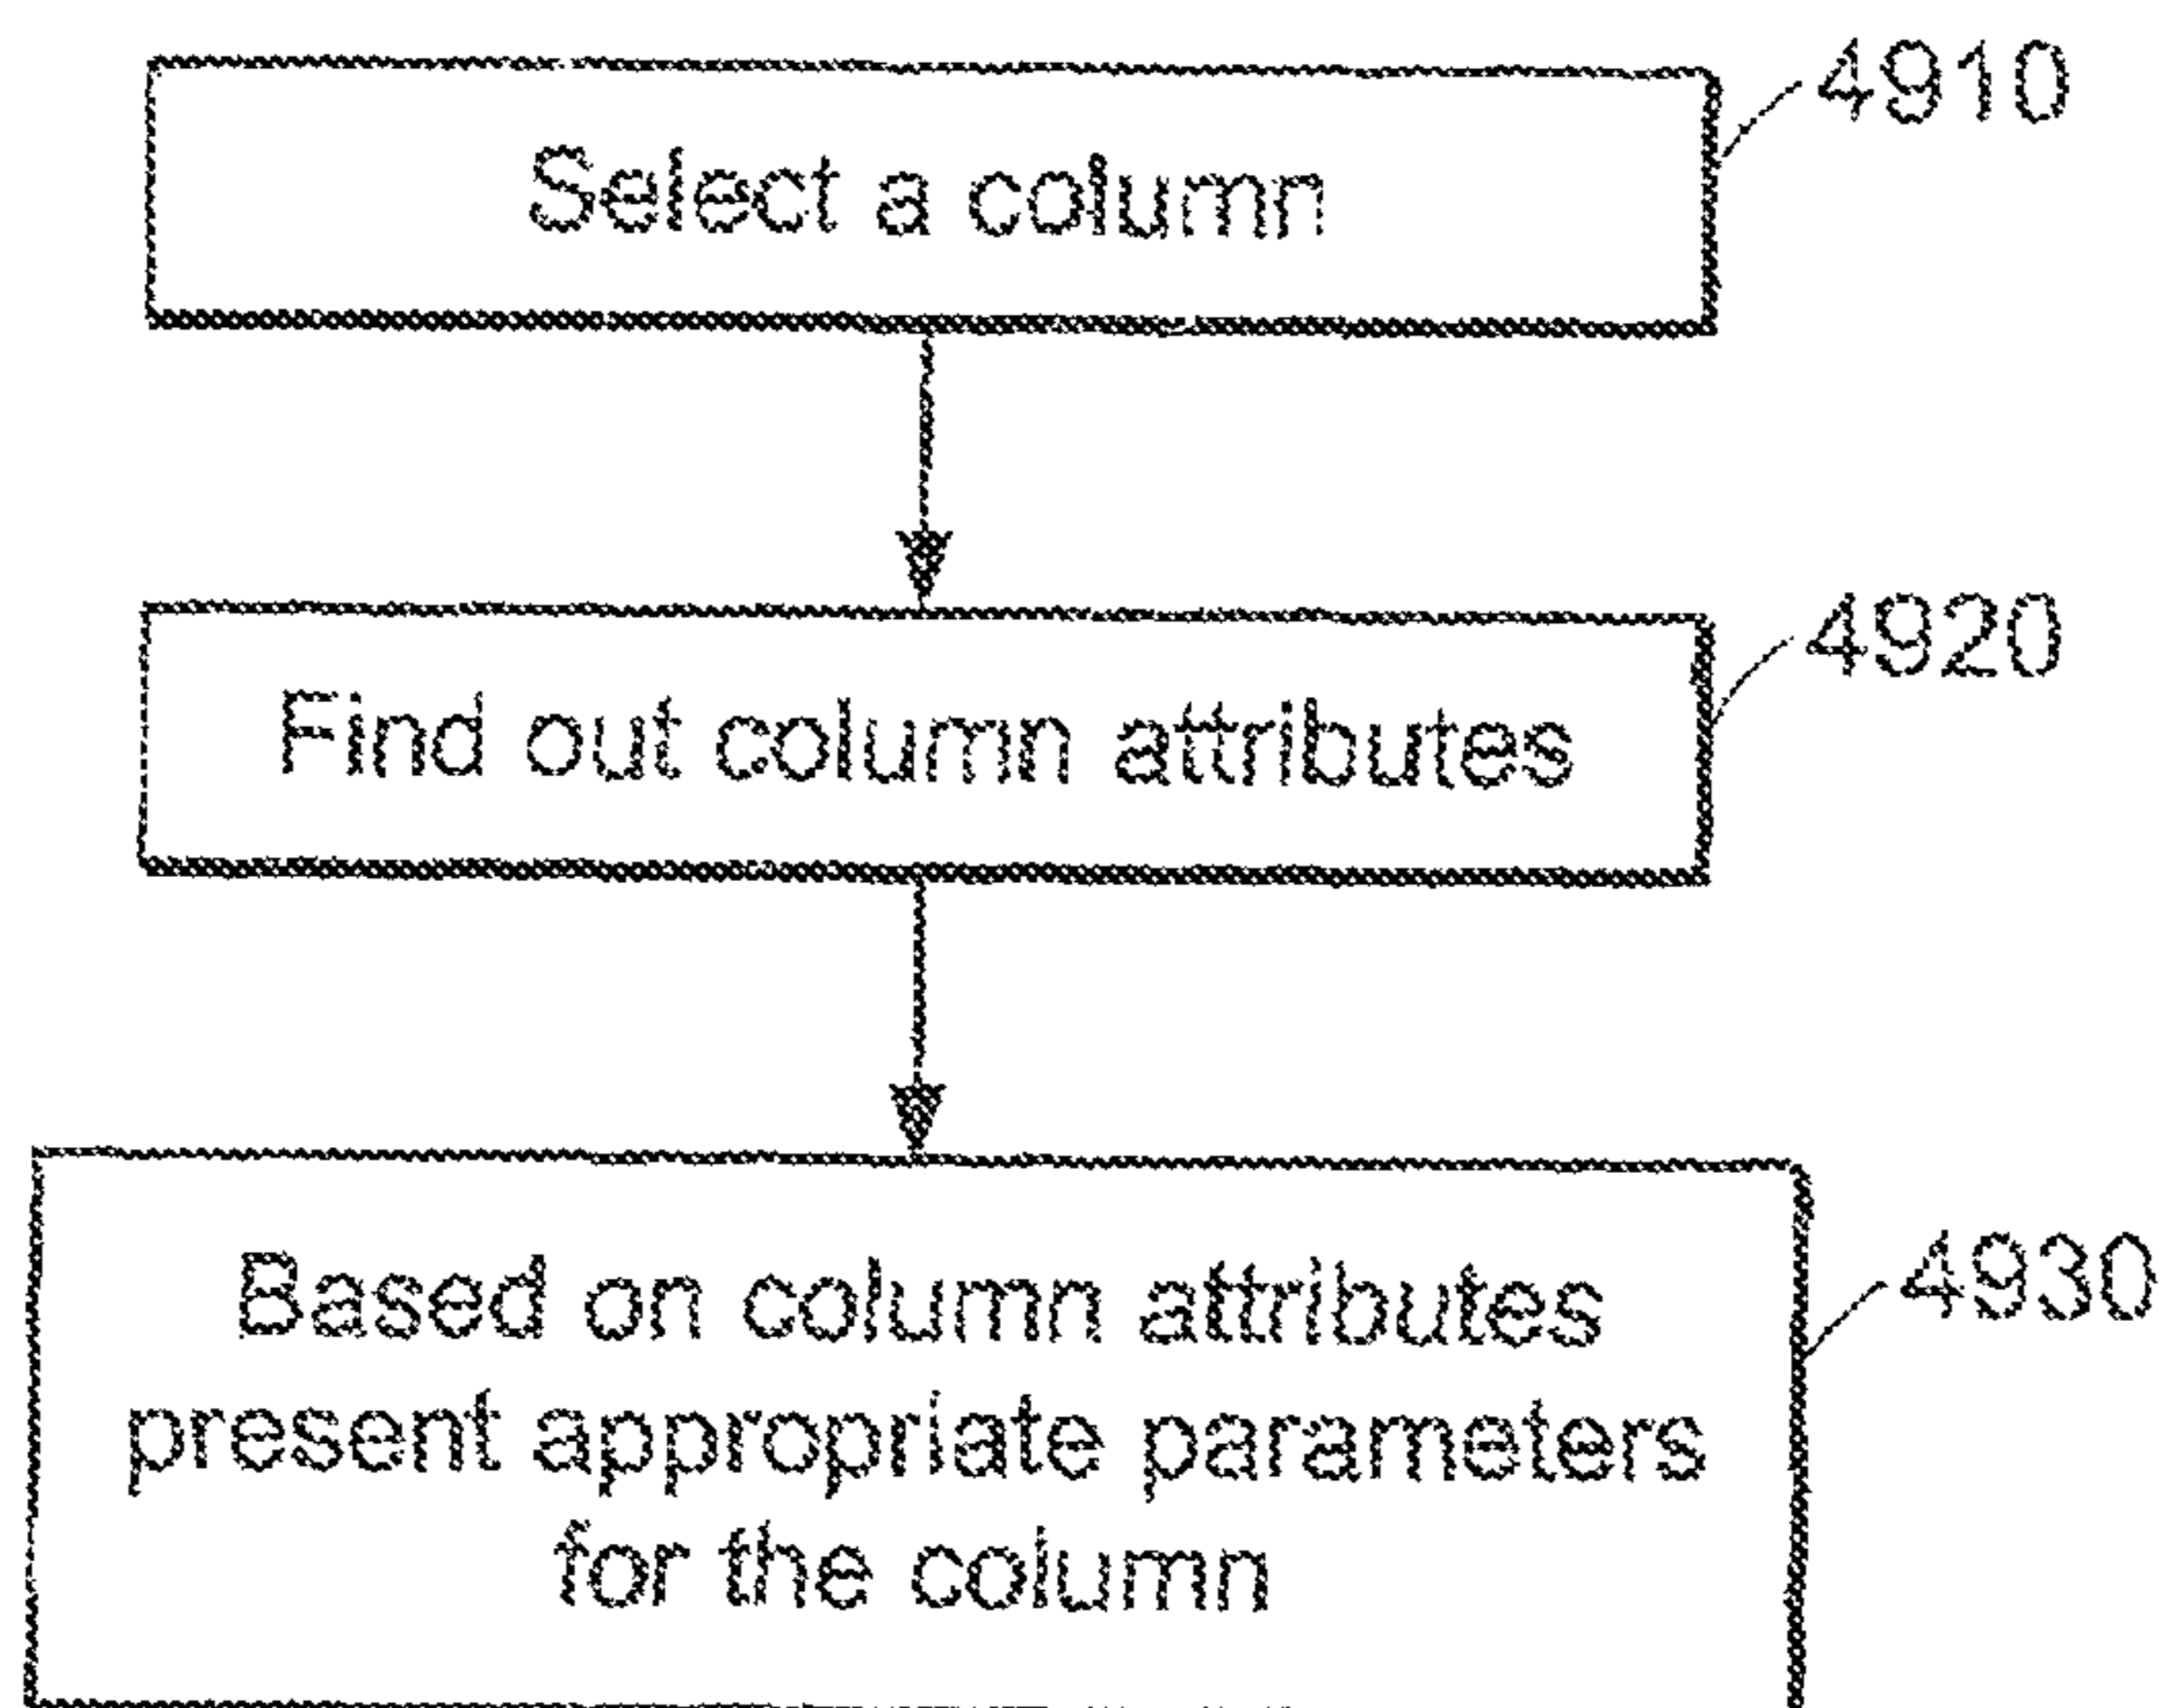 4910
Select a column
4920
Find out column attributes
4930
Based on column attributes
present appropriate parameters
for the column